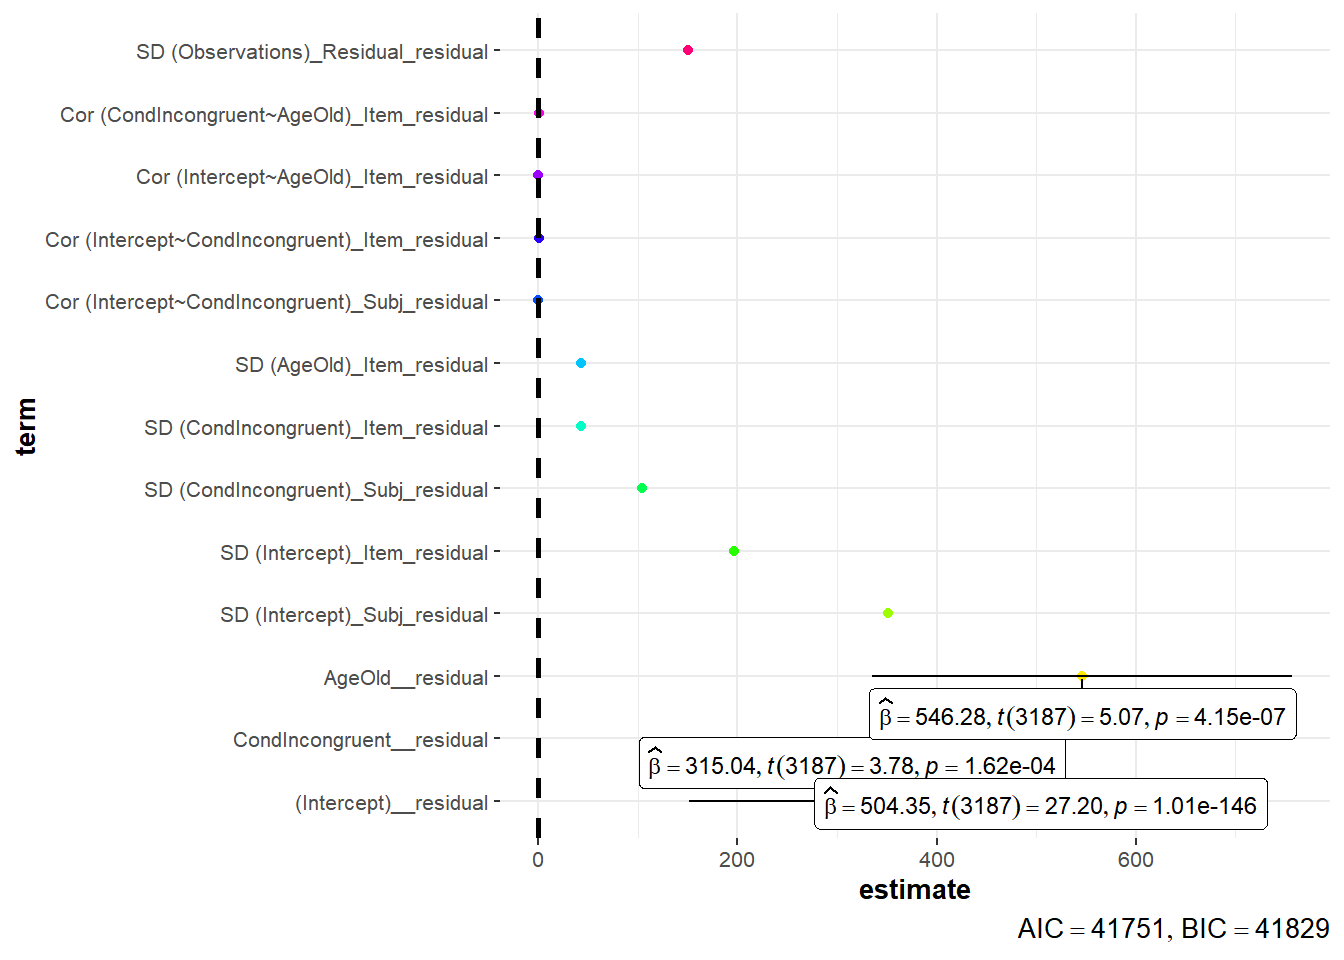 SD (Observations)_Residual_residual
Cor (CondIncongruent~AgeOld)_Item_residual
Cor (Intercept~AgeOld)_Item_residual
Cor (Intercept~CondIncongruent)_Item_residual
Cor (Intercept~CondIncongruent)_Subj_residual
SD (AgeOld)_Item_residual
SD (CondIncongruent)_Item_residual
SD (CondIncongruent)_Subj_residual
SD (Intercept)_Item_residual
SD (Intercept)_Subj_residual
AgeOld__residual
CondIncongruent__residual
(Intercept)__residual
term
β̂ = 546.28, t(3187) = 5.07, p = 4.15e-07
β̂ = 315.04, t(3187) = 3.78, p = 1.62e-04
β̂ = 504.35, t(3187) = 27.20, p = 1.01e-146
0 200 400 600
estimate
AIC = 41751, BIC = 41829